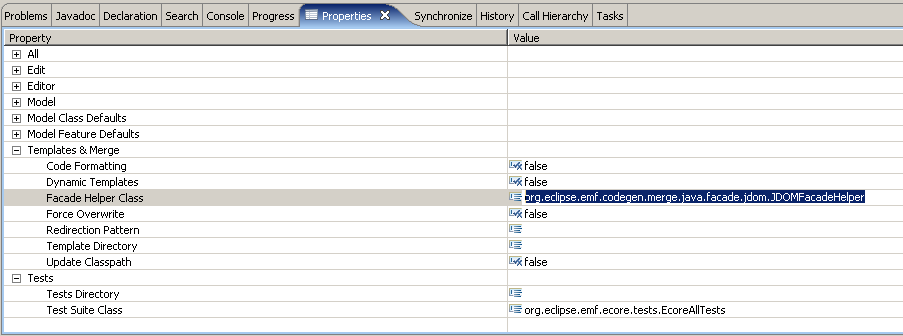 Problems Javadoc Declaration Search Console Progress Properties Synchronize History Call Hierarchy Tasks
Property Value
All
Edit
Editor
Model
Model Class Defaults
Model Feature Defaults
Templates & Merge
Code Formatting false
Dynamic Templates false
Facade Helper Class org.eclipse.emf.codegen.merge.java.facade.jdom.JDOMFacadeHelper
Force Overwrite false
Redirection Pattern
Template Directory
Update Classpath false
Tests
Tests Directory
Test Suite Class org.eclipse.emf.ecore.tests.EcoreAllTests